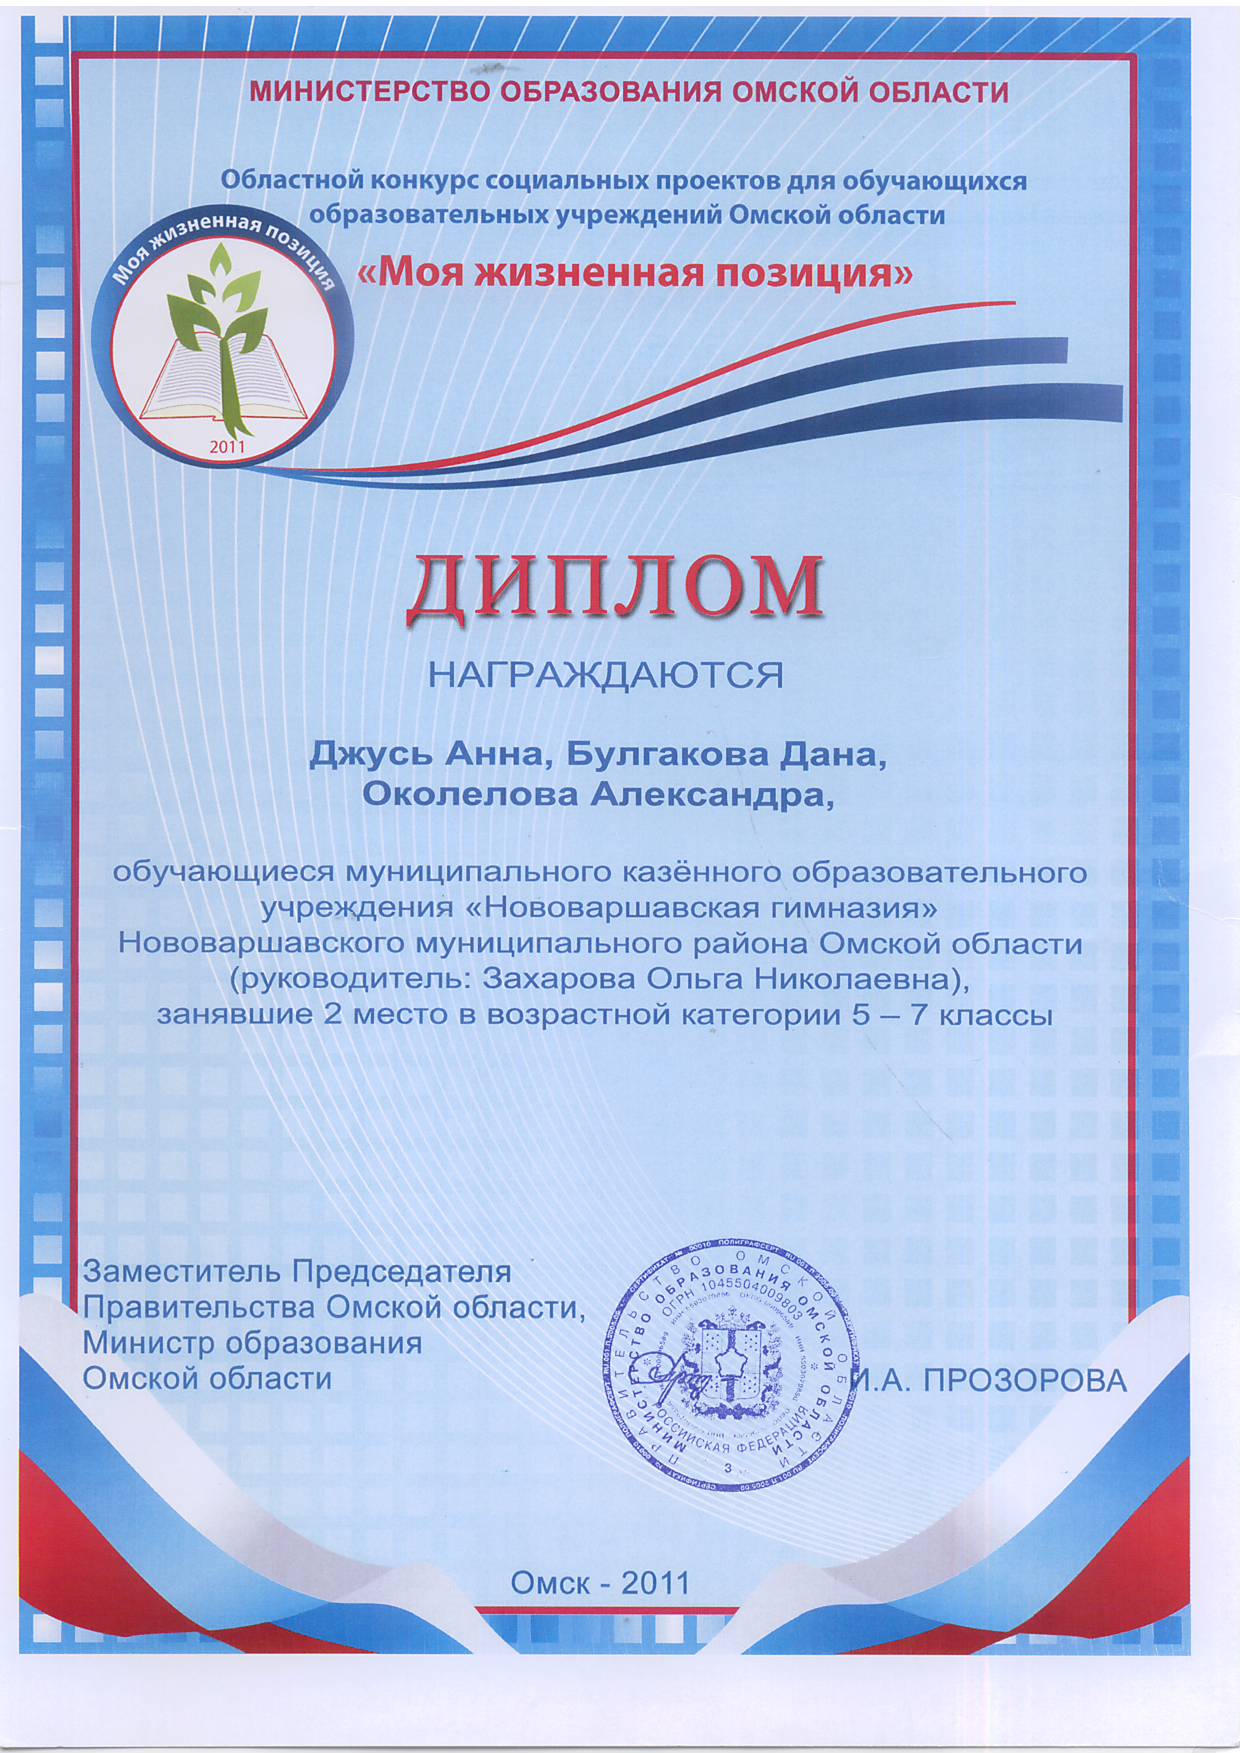 МИНИСТЕРСТВО ОБРАЗОВАНИЯ ОМСКОЙ ОБЛАСТИ
Областной конкурс социальных проектов для обучающихся
образовательных учреждений Омской области
«Моя жизненная позиция»
Моя жизненная позиция
2011
ДИПЛОМ
НАГРАЖДАЮТСЯ
Джусь Анна, Булгакова Дана,
Околелова Александра,
обучающиеся муниципального казённого образовательного
учреждения «Нововаршавская гимназия»
Нововаршавского муниципального района Омской области
(руководитель: Захарова Ольга Николаевна),
занявшие 2 место в возрастной категории 5 – 7 классы
Заместитель Председателя
Правительства Омской области,
Министр образования
Омской области
И.А. ПРОЗОРОВА
ПРАВИТЕЛЬСТВО ОМСКОЙ ОБЛАСТИ
МИНИСТЕРСТВО ОБРАЗОВАНИЯ ОМСКОЙ ОБЛАСТИ
ОГРН 1045504009803
РОССИЙСКАЯ ФЕДЕРАЦИЯ
3
Омск - 2011